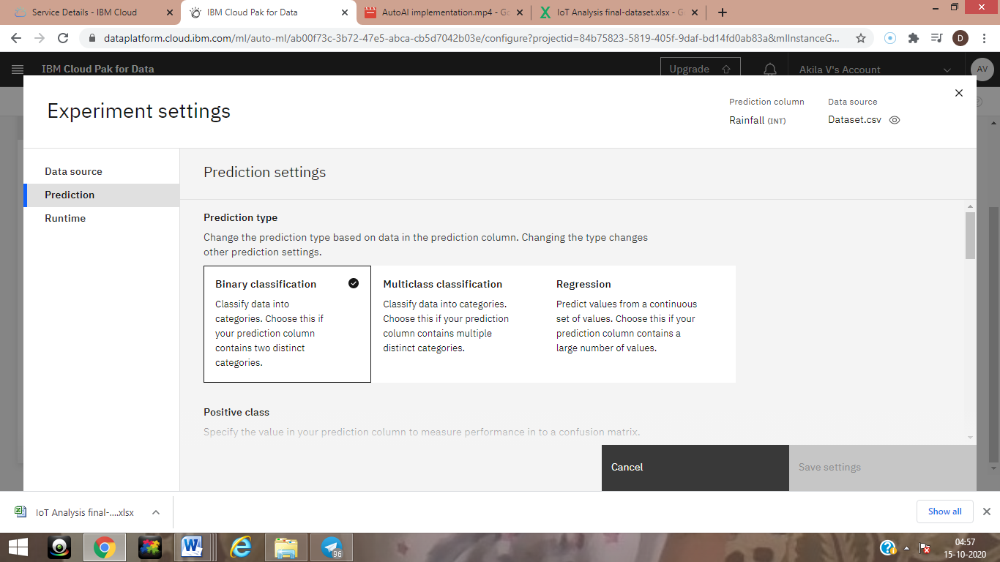 Service Details - IBM Cloud
IBM Cloud Pak for Data
AutoAI implementation.mp4 - Go
IoT Analysis final-dataset.xlsx - G
dataplatform.cloud.ibm.com/ml/auto-ml/ab00f73c-3b72-47e5-abca-cb5d7042b03e/configure?projectid=84b75823-5819-405f-9daf-bd14fd0ab83a&mlInstanceG...
D
IBM Cloud Pak for Data
Upgrade
Akila V's Account
AV
Experiment settings
Prediction column
Rainfall (INT)
Data source
Dataset.csv
Data source
Prediction
Runtime
Prediction settings
Prediction type
Change the prediction type based on data in the prediction column. Changing the type changes
other prediction settings.
Binary classification
Classify data into
categories. Choose this if
your prediction column
contains two distinct
categories.
Multiclass classification
Classify data into categories.
Choose this if your prediction
column contains multiple
distinct categories.
Regression
Predict values from a continuous
set of values. Choose this if your
prediction column contains a
large number of values.
Positive class
Specify the value in your prediction column to measure performance in to a confusion matrix.
Cancel
Save settings
IoT Analysis final-....xlsx
Show all
96
04:57
15-10-2020